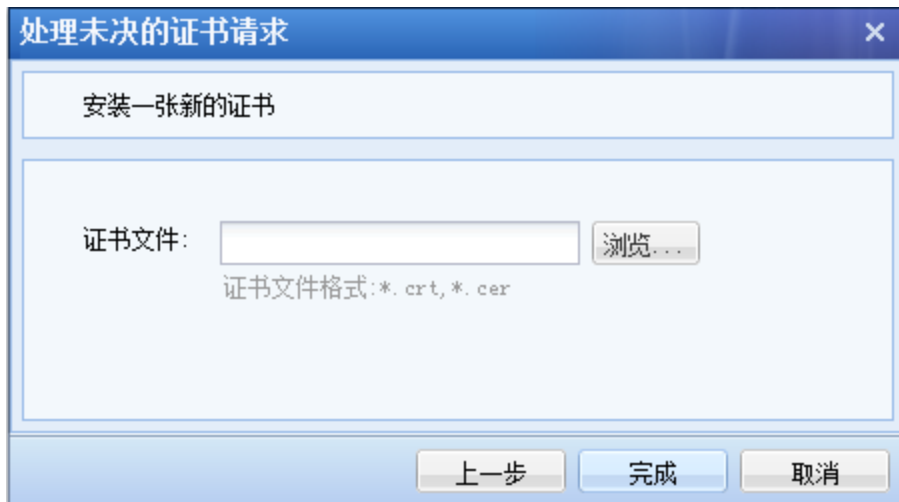 处理未决的证书请求
安装一张新的证书
证书文件:
浏览...
证书文件格式:*.crt,*.cer
上一步
完成
取消